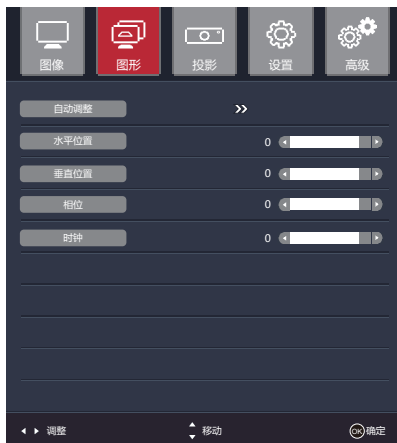 图像 图形 投影 设置 高级
自动调整
水平位置 0
垂直位置 0
相位 0
时钟 0
调整 移动 OK 确定